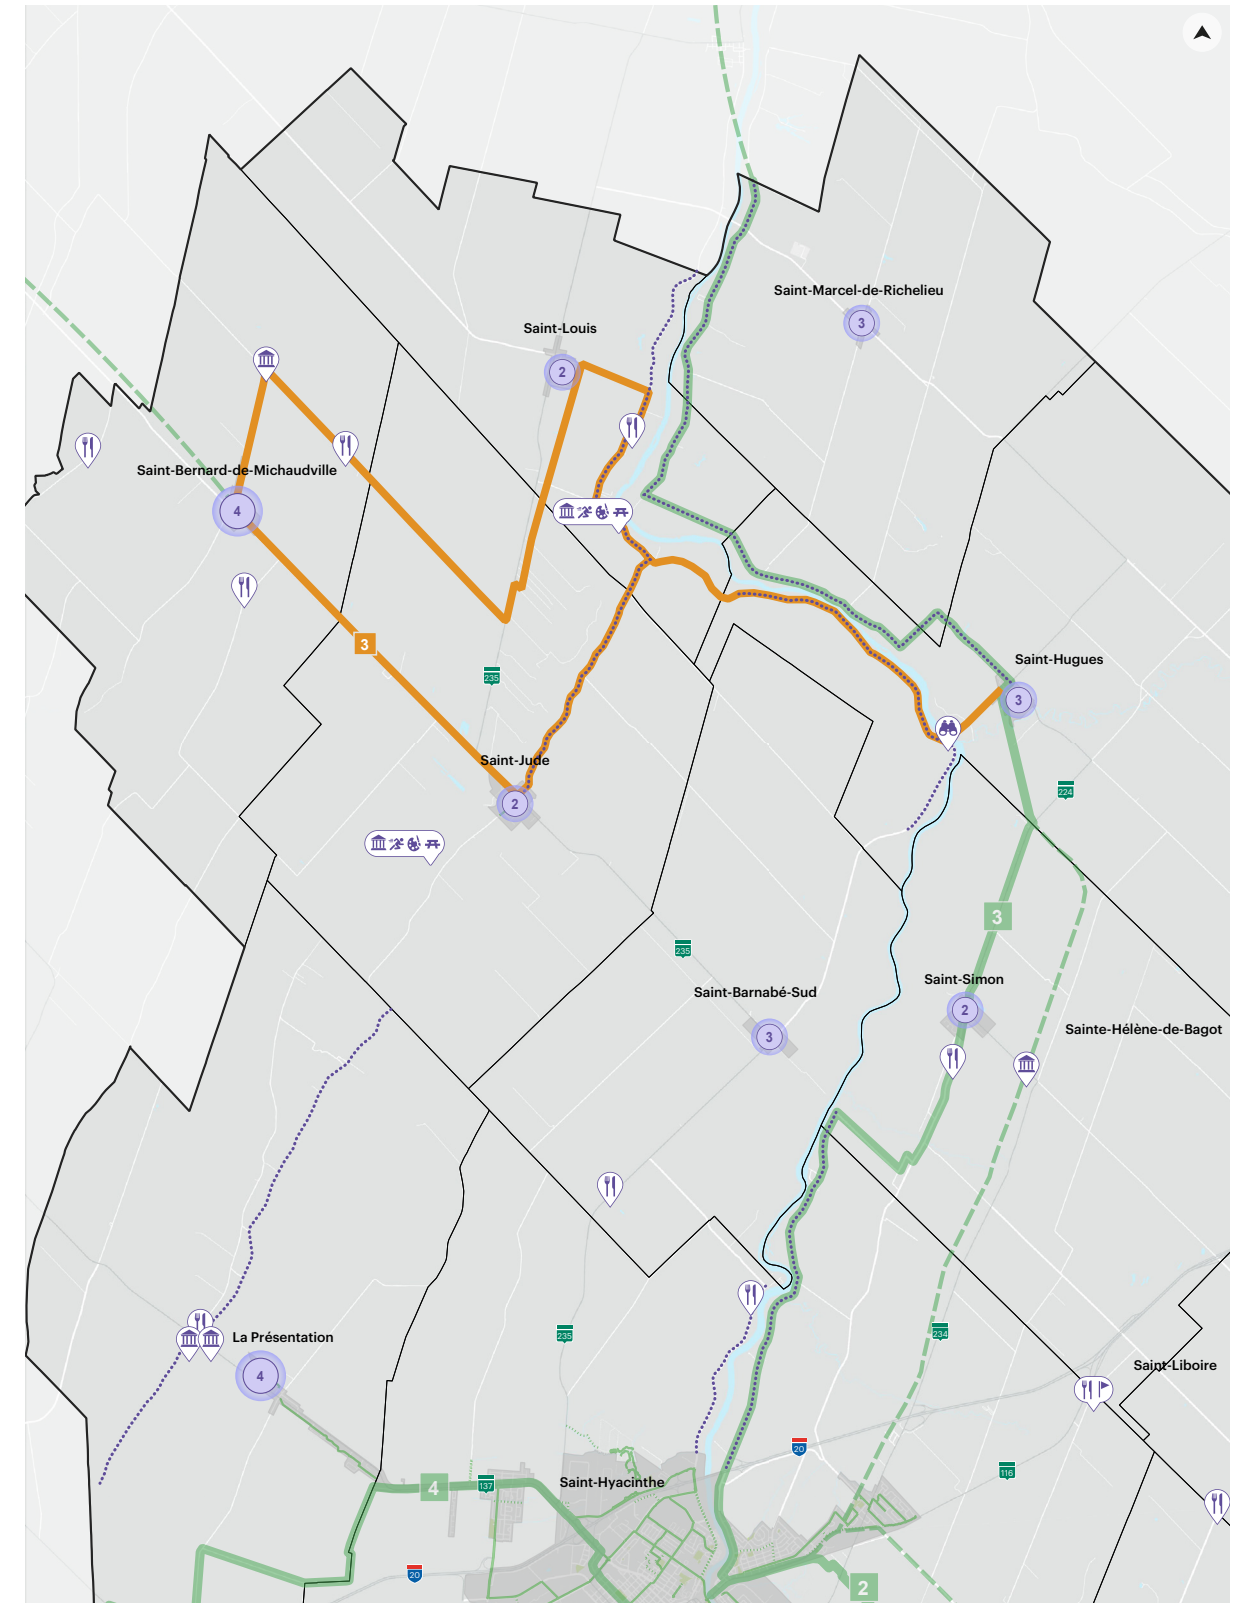 Saint-Marcel-de-Richelieu
3
Saint-Louis
2
Saint-Bernard-de-Michaudville
4
3
Saint-Hugues
3
235
Saint-Jude
2
224
3
235
Saint-Simon
2
Saint-Barnabé-Sud
3
Sainte-Hélène-de-Bagot
La Présentation
4
235
234
Saint-Liboire
20
116
Saint-Hyacinthe
4
137
20
2